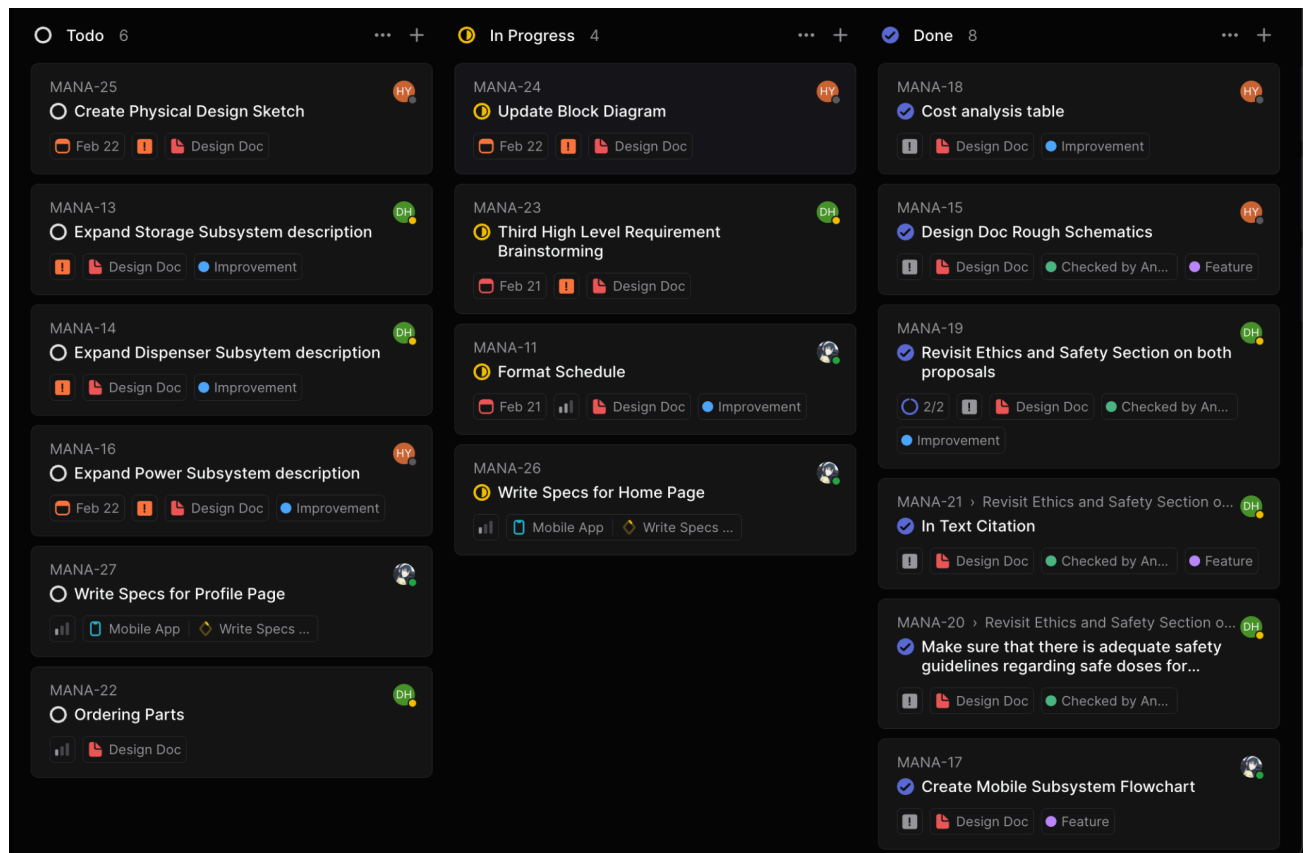 Todo 6
MANA-25
HY
Create Physical Design Sketch
Feb 22 Design Doc
MANA-13
DH
Expand Storage Subsystem description
Design Doc Improvement
MANA-14
DH
Expand Dispenser Subsytem description
Design Doc Improvement
MANA-16
HY
Expand Power Subsystem description
Feb 22 Design Doc Improvement
MANA-27
Write Specs for Profile Page
Mobile App Write Specs ...
MANA-22
DH
Ordering Parts
Design Doc
In Progress 4
MANA-24
HY
Update Block Diagram
Feb 22 Design Doc
MANA-23
DH
Third High Level Requirement
Brainstorming
Feb 21 Design Doc
MANA-11
Format Schedule
Feb 21 Design Doc Improvement
MANA-26
Write Specs for Home Page
Mobile App Write Specs ...
Done 8
MANA-18
HY
Cost analysis table
Design Doc Improvement
MANA-15
HY
Design Doc Rough Schematics
Design Doc Checked by An... Feature
MANA-19
DH
Revisit Ethics and Safety Section on both
proposals
2/2 Design Doc Checked by An...
Improvement
MANA-21 › Revisit Ethics and Safety Section o...
DH
In Text Citation
Design Doc Checked by An... Feature
MANA-20 › Revisit Ethics and Safety Section o...
DH
Make sure that there is adequate safety
guidelines regarding safe doses for...
Design Doc Checked by An...
MANA-17
Create Mobile Subsystem Flowchart
Design Doc Feature